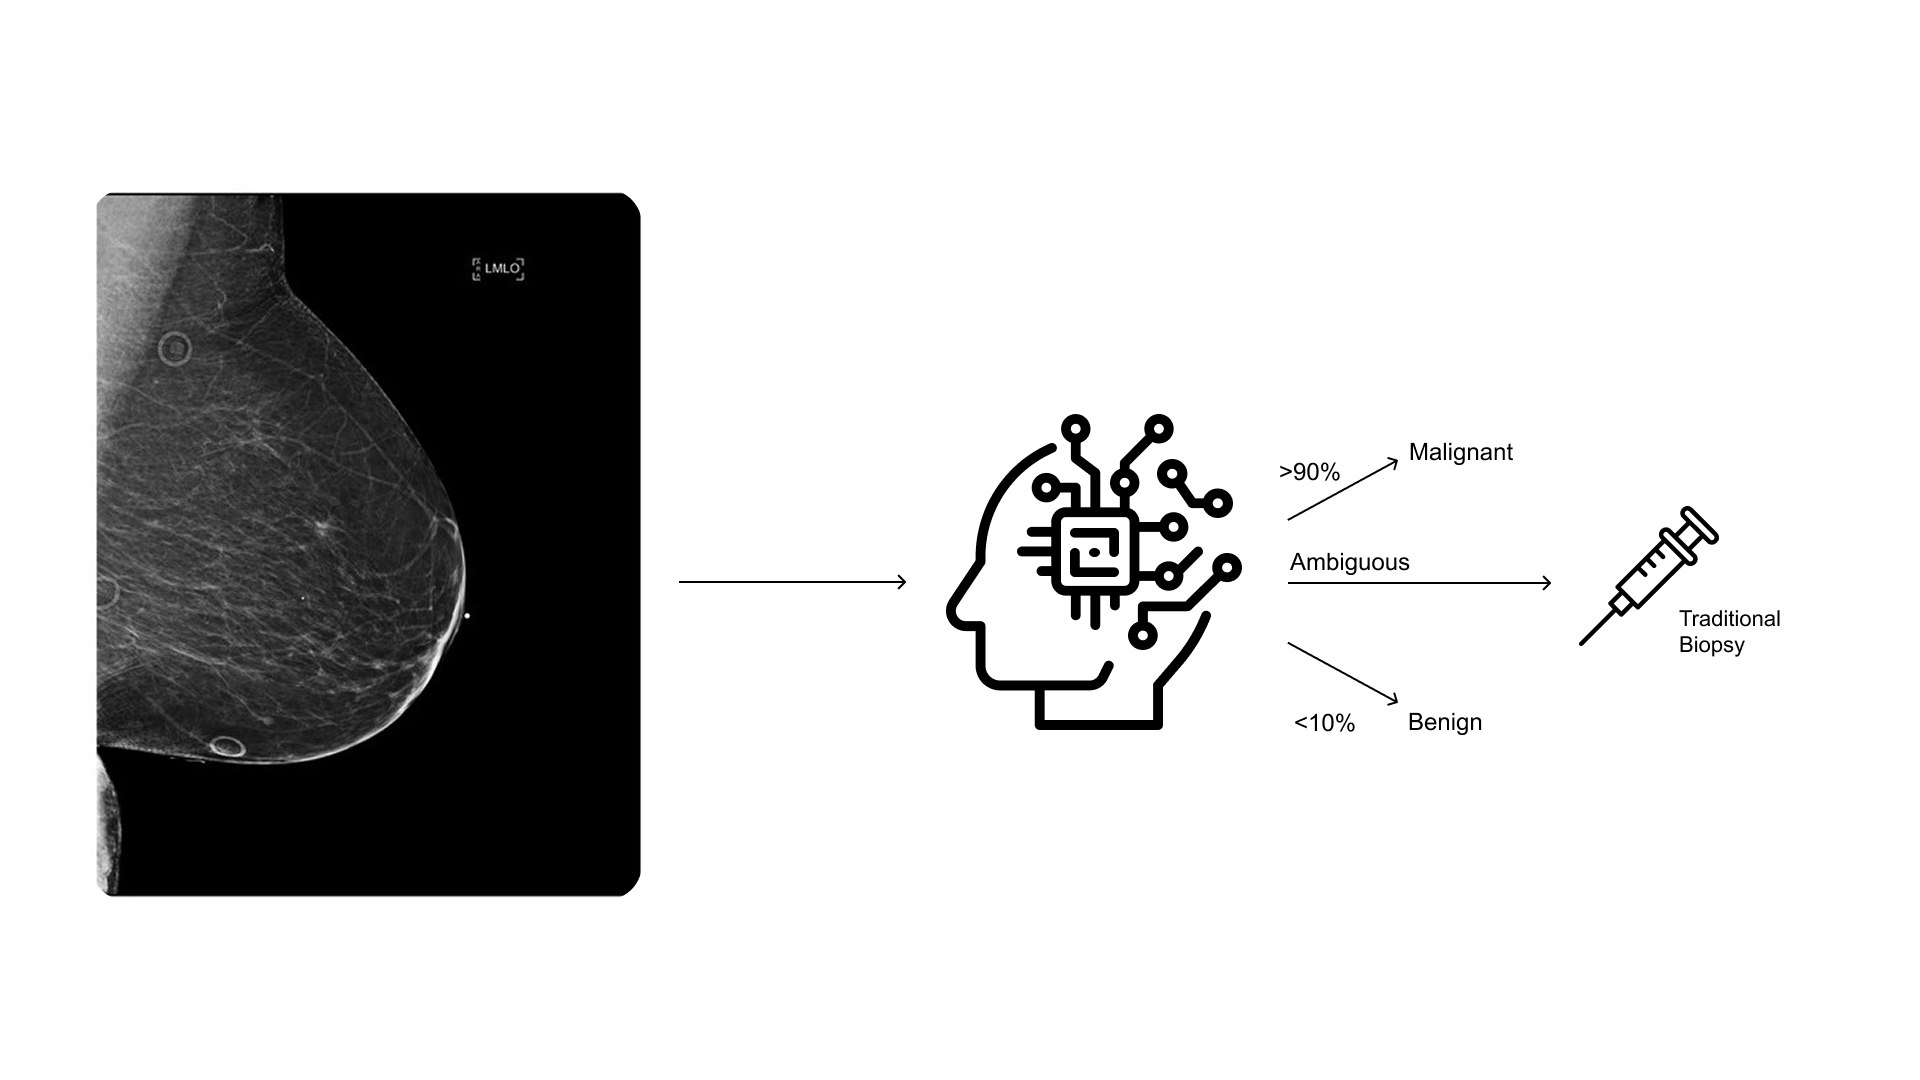 LMLO
>90%
Malignant
Ambiguous
Traditional
Biopsy
<10%
Benign